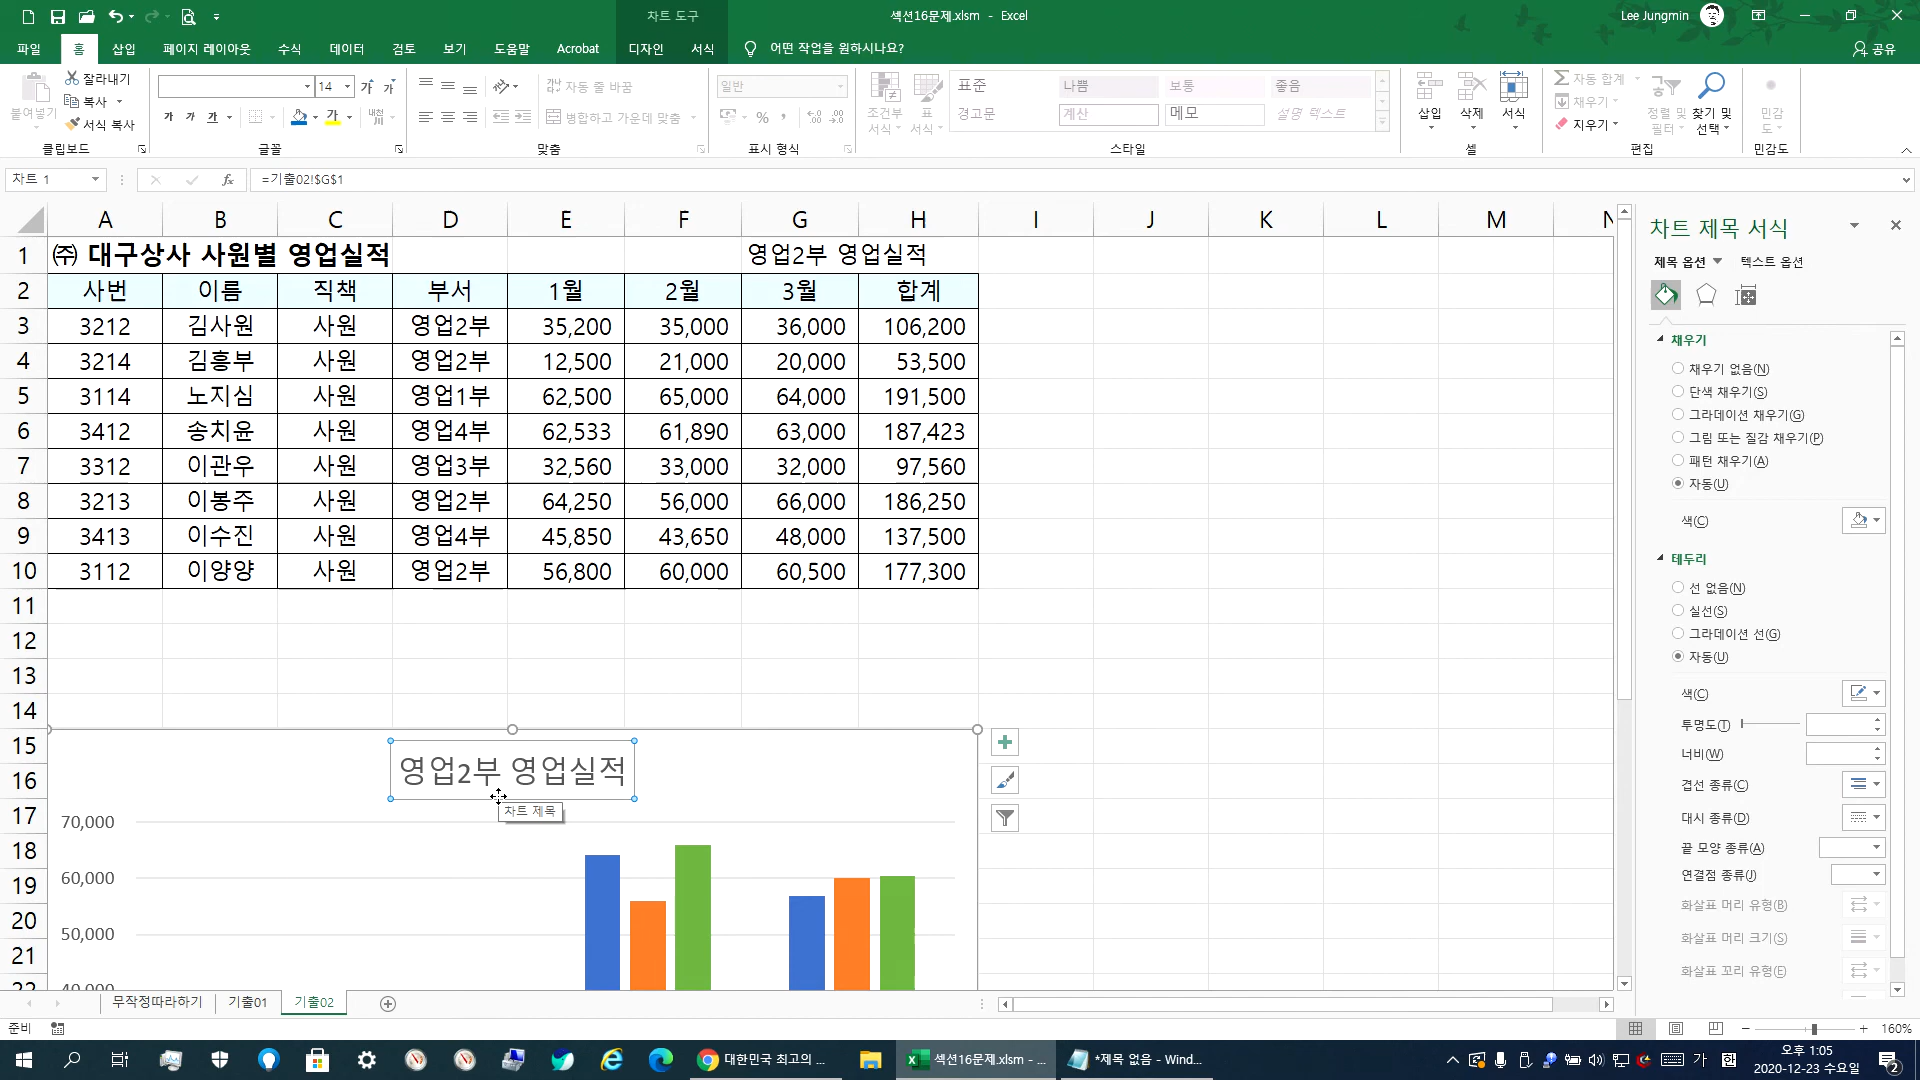 차트 도구
섹션16문제.xlsm - Excel
Lee Jungmin
파일 홈 삽입 페이지 레이아웃 수식 데이터 검토 보기 도움말 Acrobat 디자인 서식 어떤 작업을 원하시나요? 공유
붙여넣기
잘라내기
복사
서식 복사
클립보드
14
가 가
가 가 가
내천
글꼴
자동 줄 바꿈
병합하고 가운데 맞춤
맞춤
일반
%
표시 형식
조건부 서식
표 서식
표준 나쁨 보통 좋음
경고문 계산 메모 설명 텍스트
스타일
삽입 삭제 서식
셀
자동 합계
채우기
지우기
정렬 및 필터
찾기 및 선택
편집
민감도
민감도
차트 1
fx
=기출02!$G$1
A B C D E F G H I J K L M N
1 ㈜ 대구상사 사원별 영업실적 영업2부 영업실적
2 사번 이름 직책 부서 1월 2월 3월 합계
3 3212 김사원 사원 영업2부 35,200 35,000 36,000 106,200
4 3214 김흥부 사원 영업2부 12,500 21,000 20,000 53,500
5 3114 노지심 사원 영업1부 62,500 65,000 64,000 191,500
6 3412 송치윤 사원 영업4부 62,533 61,890 63,000 187,423
7 3312 이관우 사원 영업3부 32,560 33,000 32,000 97,560
8 3213 이봉주 사원 영업2부 64,250 56,000 66,000 186,250
9 3413 이수진 사원 영업4부 45,850 43,650 48,000 137,500
10 3112 이양양 사원 영업2부 56,800 60,000 60,500 177,300
11
12
13
14
15
16
17
18
19
20
21
22
영업2부 영업실적
차트 제목
70,000
60,000
50,000
40,000
차트 제목 서식
제목 옵션 텍스트 옵션
채우기
채우기 없음(N)
단색 채우기(S)
그라데이션 채우기(G)
그림 또는 질감 채우기(P)
패턴 채우기(A)
자동(U)
색(C)
테두리
선 없음(N)
실선(S)
그라데이션 선(G)
자동(U)
색(C)
투명도(T)
너비(W)
겹선 종류(C)
대시 종류(D)
끝 모양 종류(A)
연결점 종류(J)
화살표 머리 유형(B)
화살표 머리 크기(S)
화살표 꼬리 유형(E)
무작정따라하기 기출01 기출02
준비
160%
대한민국 최고의 ...
섹션16문제.xlsm - ...
*제목 없음 - Wind...
가 한
오후 1:05
2020-12-23 수요일
2